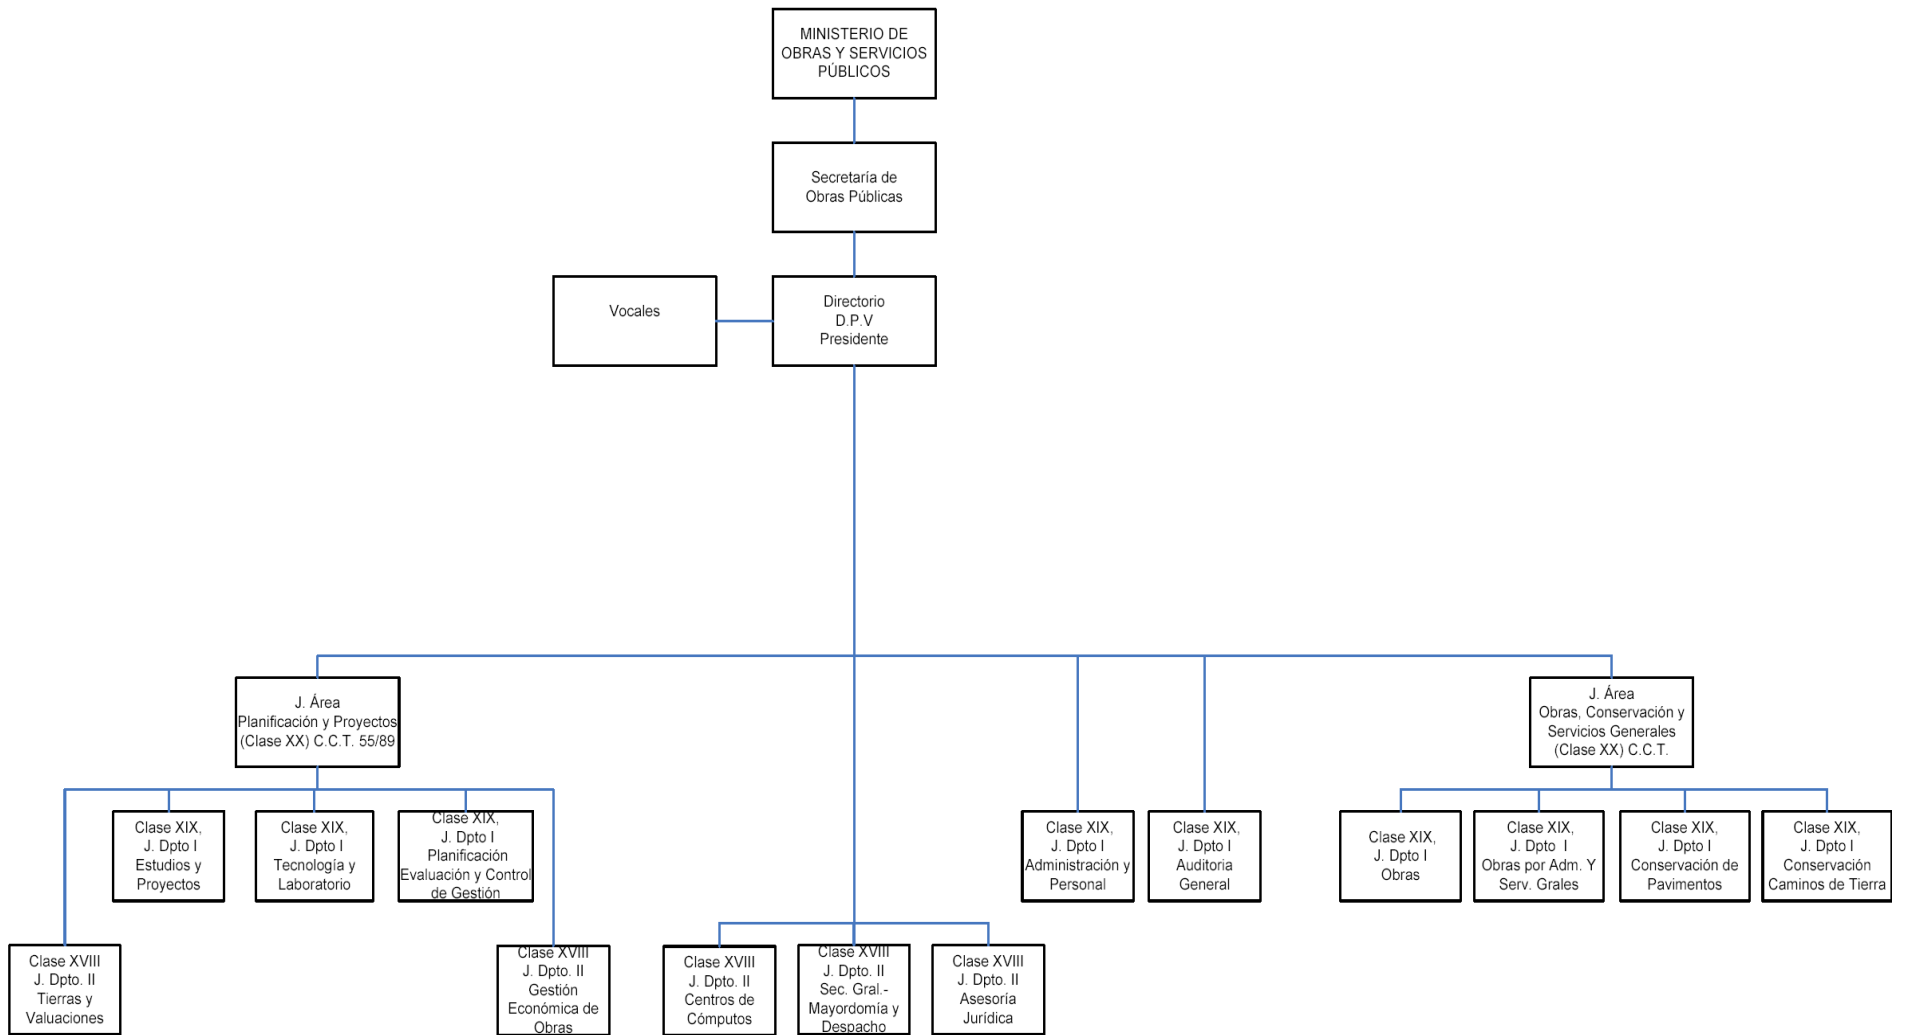 MINISTERIO DE
OBRAS Y SERVICIOS
PÚBLICOS
Secretaría de
Obras Públicas
Vocales
Directorio
D.P.V
Presidente
J. Área
Planificación y Proyectos
(Clase XX) C.C.T. 55/89
J. Área
Obras, Conservación y
Servicios Generales
(Clase XX) C.C.T.
Clase XIX,
J. Dpto I
Estudios y
Proyectos
Clase XIX,
J. Dpto I
Tecnología y
Laboratorio
Clase XIX,
J. Dpto I
Planificación
Evaluación y Control
de Gestión
Clase XIX,
J. Dpto I
Administración y
Personal
Clase XIX,
J. Dpto I
Auditoria
General
Clase XIX,
J. Dpto I
Obras
Clase XIX,
J. Dpto I
Obras por Adm. Y
Serv. Grales
Clase XIX,
J. Dpto I
Conservación de
Pavimentos
Clase XIX,
J. Dpto I
Conservación
Caminos de Tierra
Clase XVIII
J. Dpto. II
Tierras y
Valuaciones
Clase XVIII
J. Dpto. II
Gestión
Económica de
Obras
Clase XVIII
J. Dpto. II
Centros de
Cómputos
Clase XVIII
J. Dpto. II
Sec. Gral.-
Mayordomía y
Despacho
Clase XVIII
J. Dpto. II
Asesoría
Jurídica